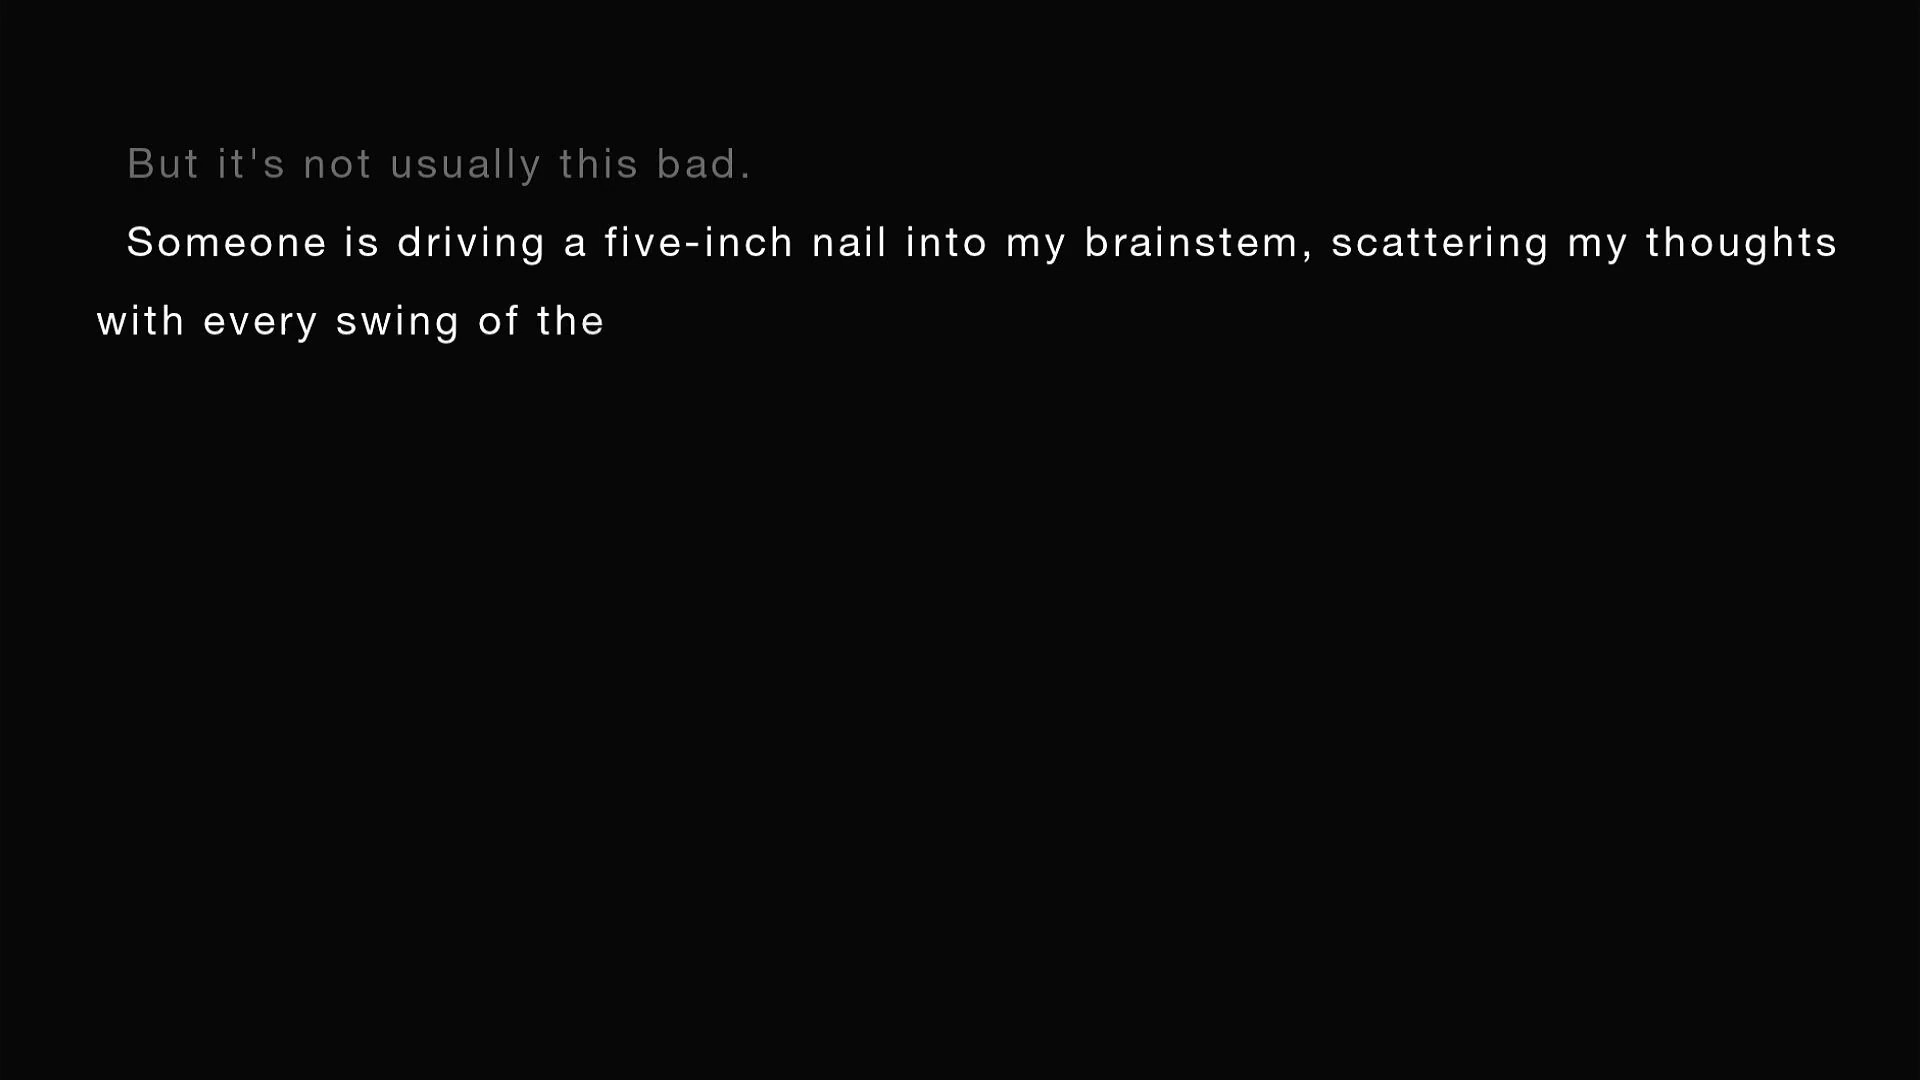 But it's not usually this bad.
Someone is driving a five-inch nail into my brainstem, scattering my thoughts
with every swing of the